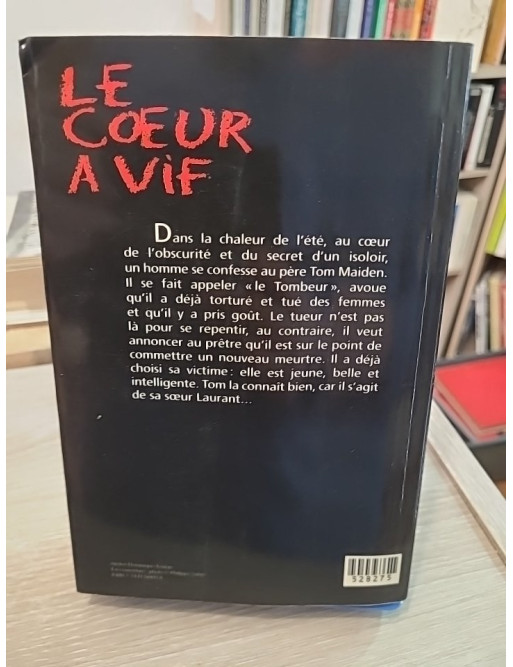 LE
CŒUR
A ViF
Dans la chaleur de l'été, au cœur
de l'obscurité et du secret d'un isoloir,
un homme se confesse au père Tom Maiden.
Il se fait appeler « le Tombeur », avoue
qu'il a déjà torturé et tué des femmes
et qu'il y a pris goût. Le tueur n'est pas
là pour se repentir, au contraire, il veut
annoncer au prêtre qu'il est sur le point de
commettre un nouveau meurtre. Il a déjà
choisi sa victime : elle est jeune, belle et
intelligente. Tom la connaît bien, car il s'agit
de sa sœur Laurant...
528275